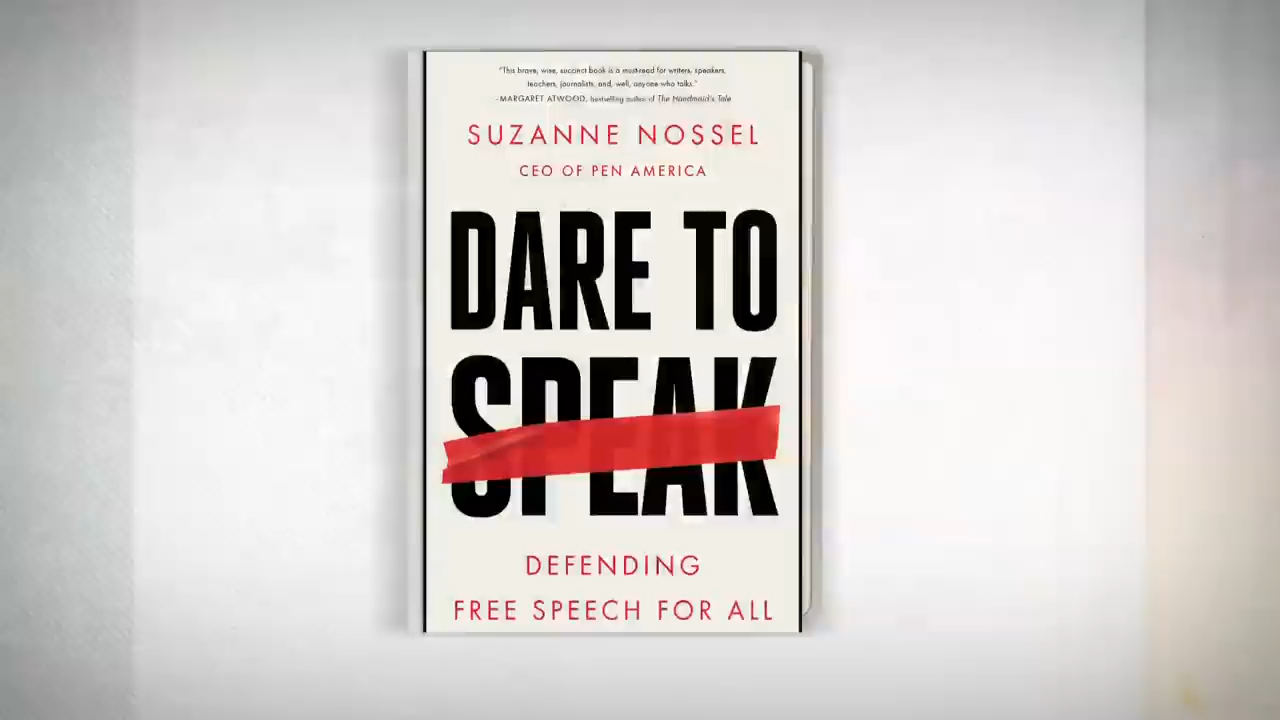 "This brave, wise, succinct book is a must-read for writers, speakers,
teachers, journalists, and, well, anyone who talks."
-MARGARET ATWOOD, bestselling author of The Handmaid's Tale
SUZANNE NOSSEL
CEO OF PEN AMERICA
DARE TO
SPEAK
DEFENDING
FREE SPEECH FOR ALL